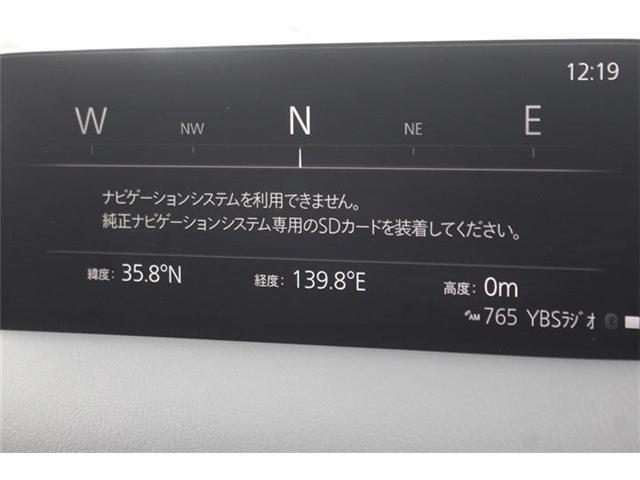 12:19
W NW N NE E
ナビゲーションシステムを利用できません。
純正ナビゲーションシステム専用のSDカードを装着してください。
緯度: 35.8°N 経度: 139.8°E 高度: 0m
AM 765 YBSﾗｼﾞｵ